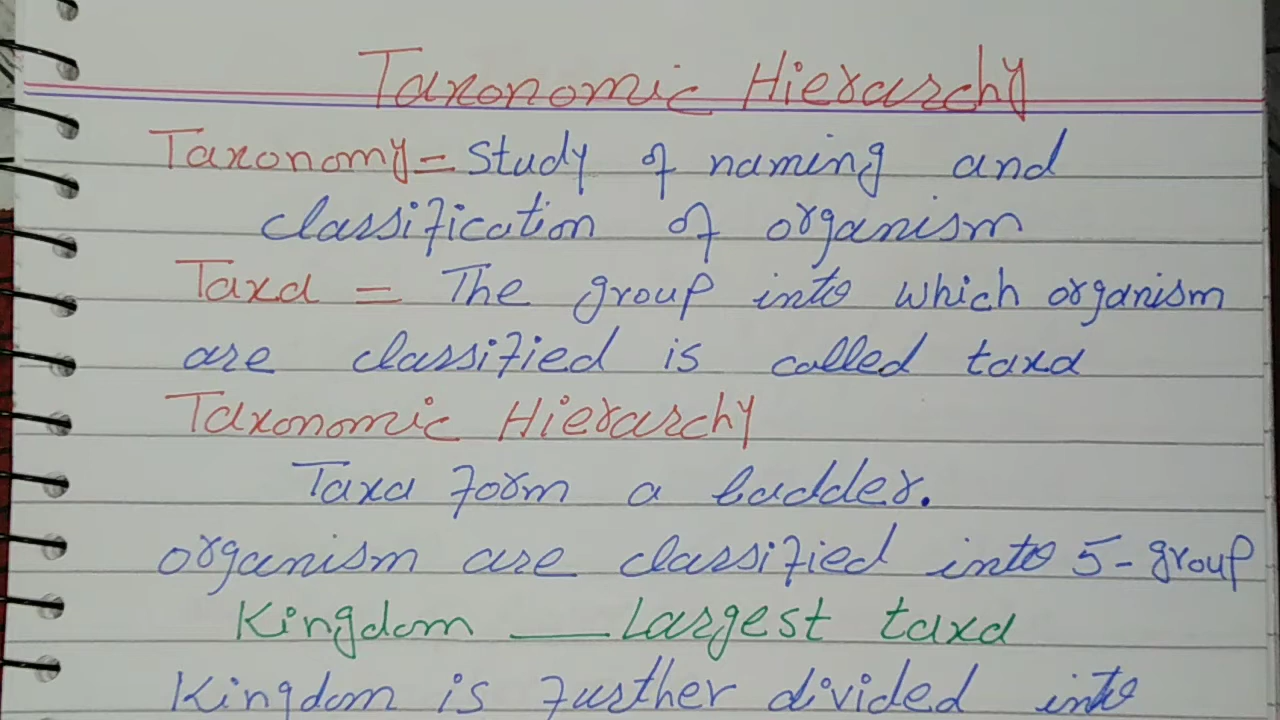 Taxonomic Hierarchy
Taxonomy = Study of naming and
classification of organism
Taxa = The group into which organism
are classified is called taxa
Taxonomic Hierarchy
Taxa form a ladder.
organism are classified into 5-group
Kingdom — Largest taxa
Kingdom is further divided into